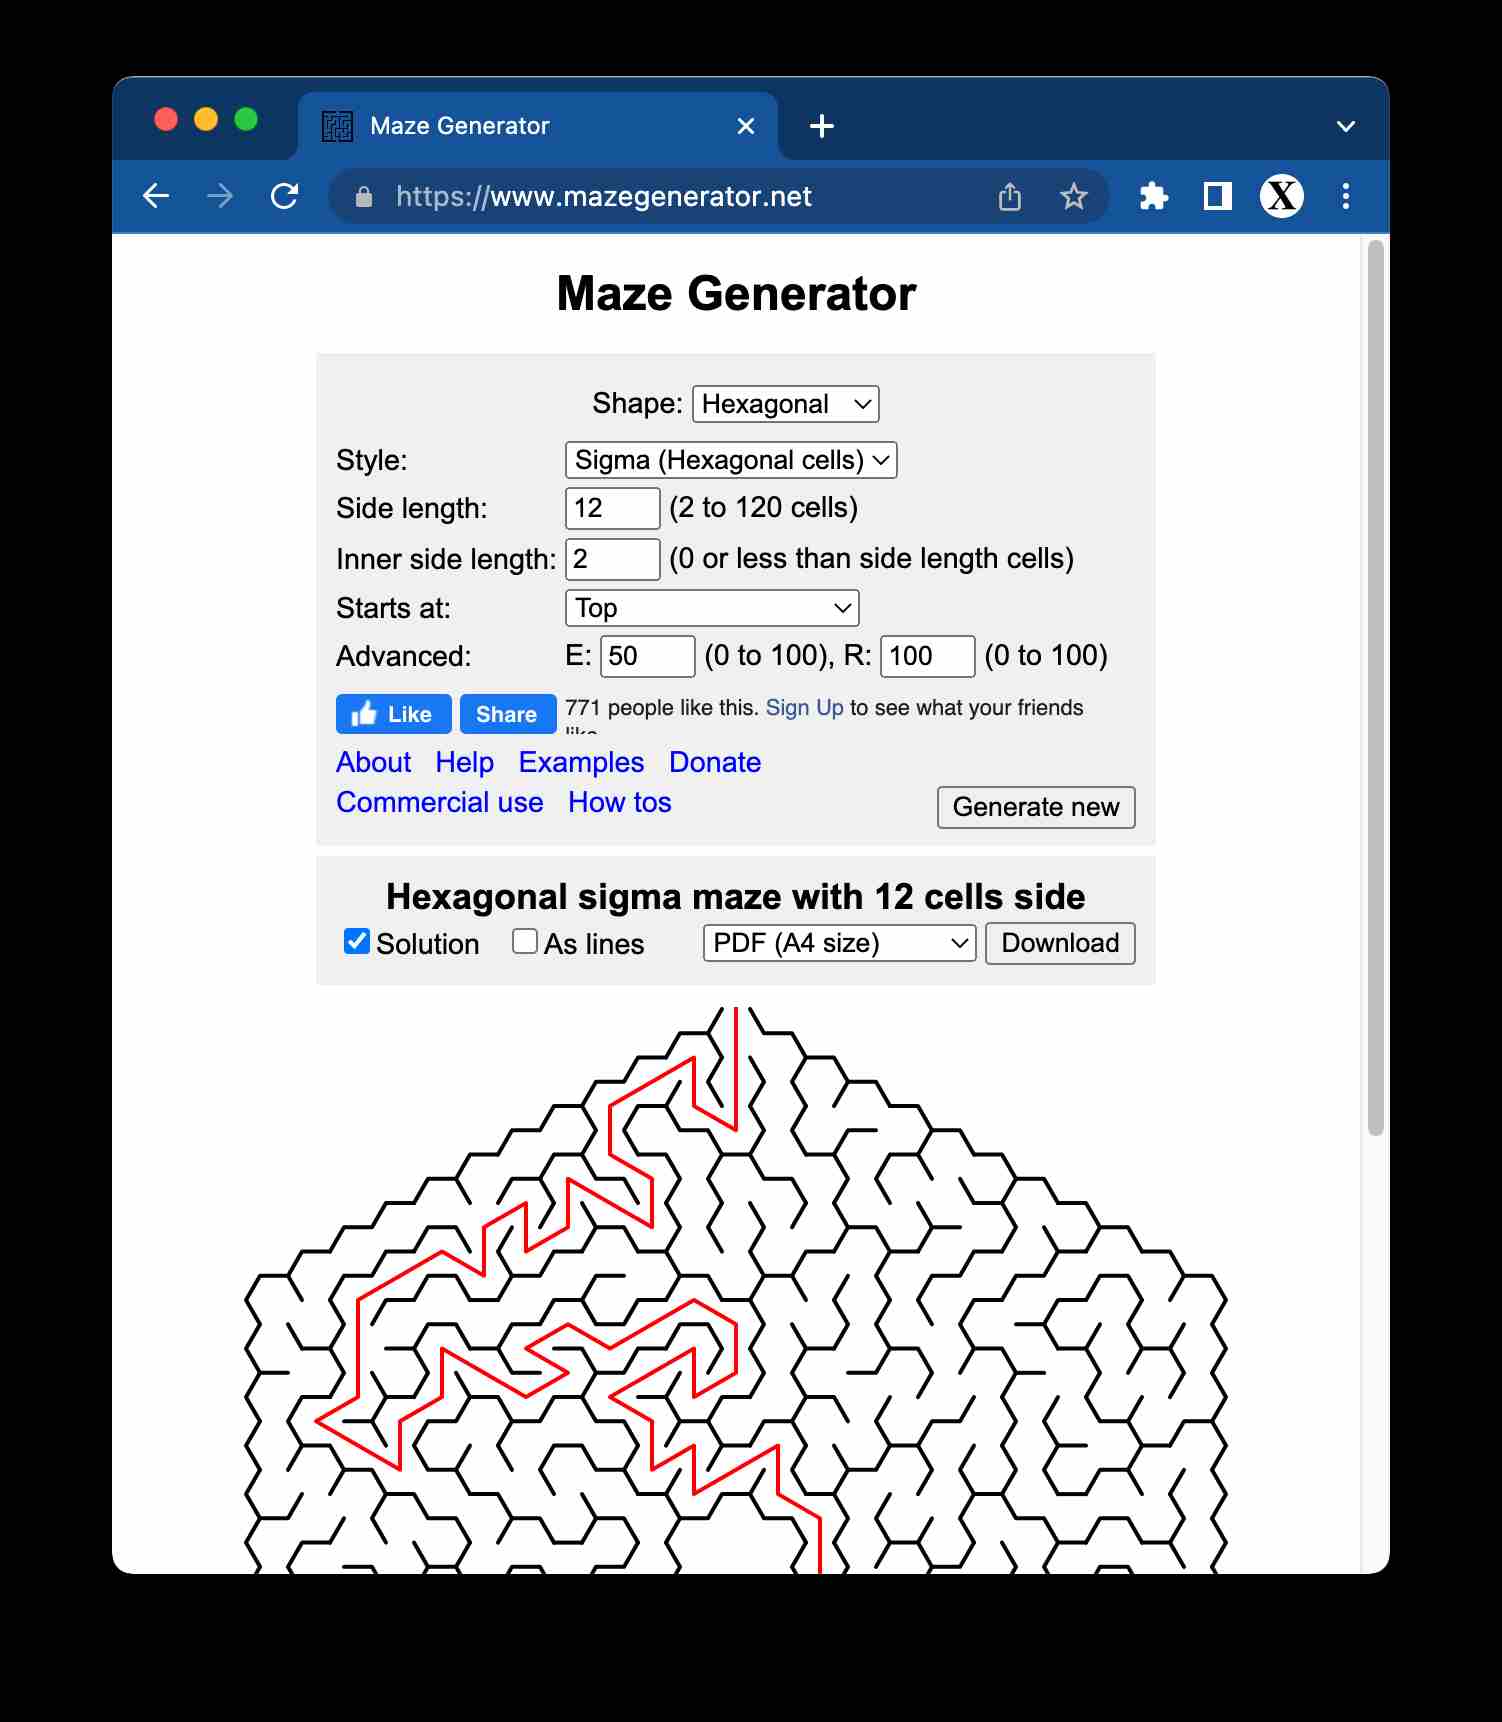 Maze Generator
https://www.mazegenerator.net
X
Maze Generator
Shape: Hexagonal
Style: Sigma (Hexagonal cells)
Side length: 12 (2 to 120 cells)
Inner side length: 2 (0 or less than side length cells)
Starts at: Top
Advanced: E: 50 (0 to 100), R: 100 (0 to 100)
Like Share 771 people like this. Sign Up to see what your friends
like.
About Help Examples Donate
Commercial use How tos Generate new
Hexagonal sigma maze with 12 cells side
Solution As lines PDF (A4 size) Download